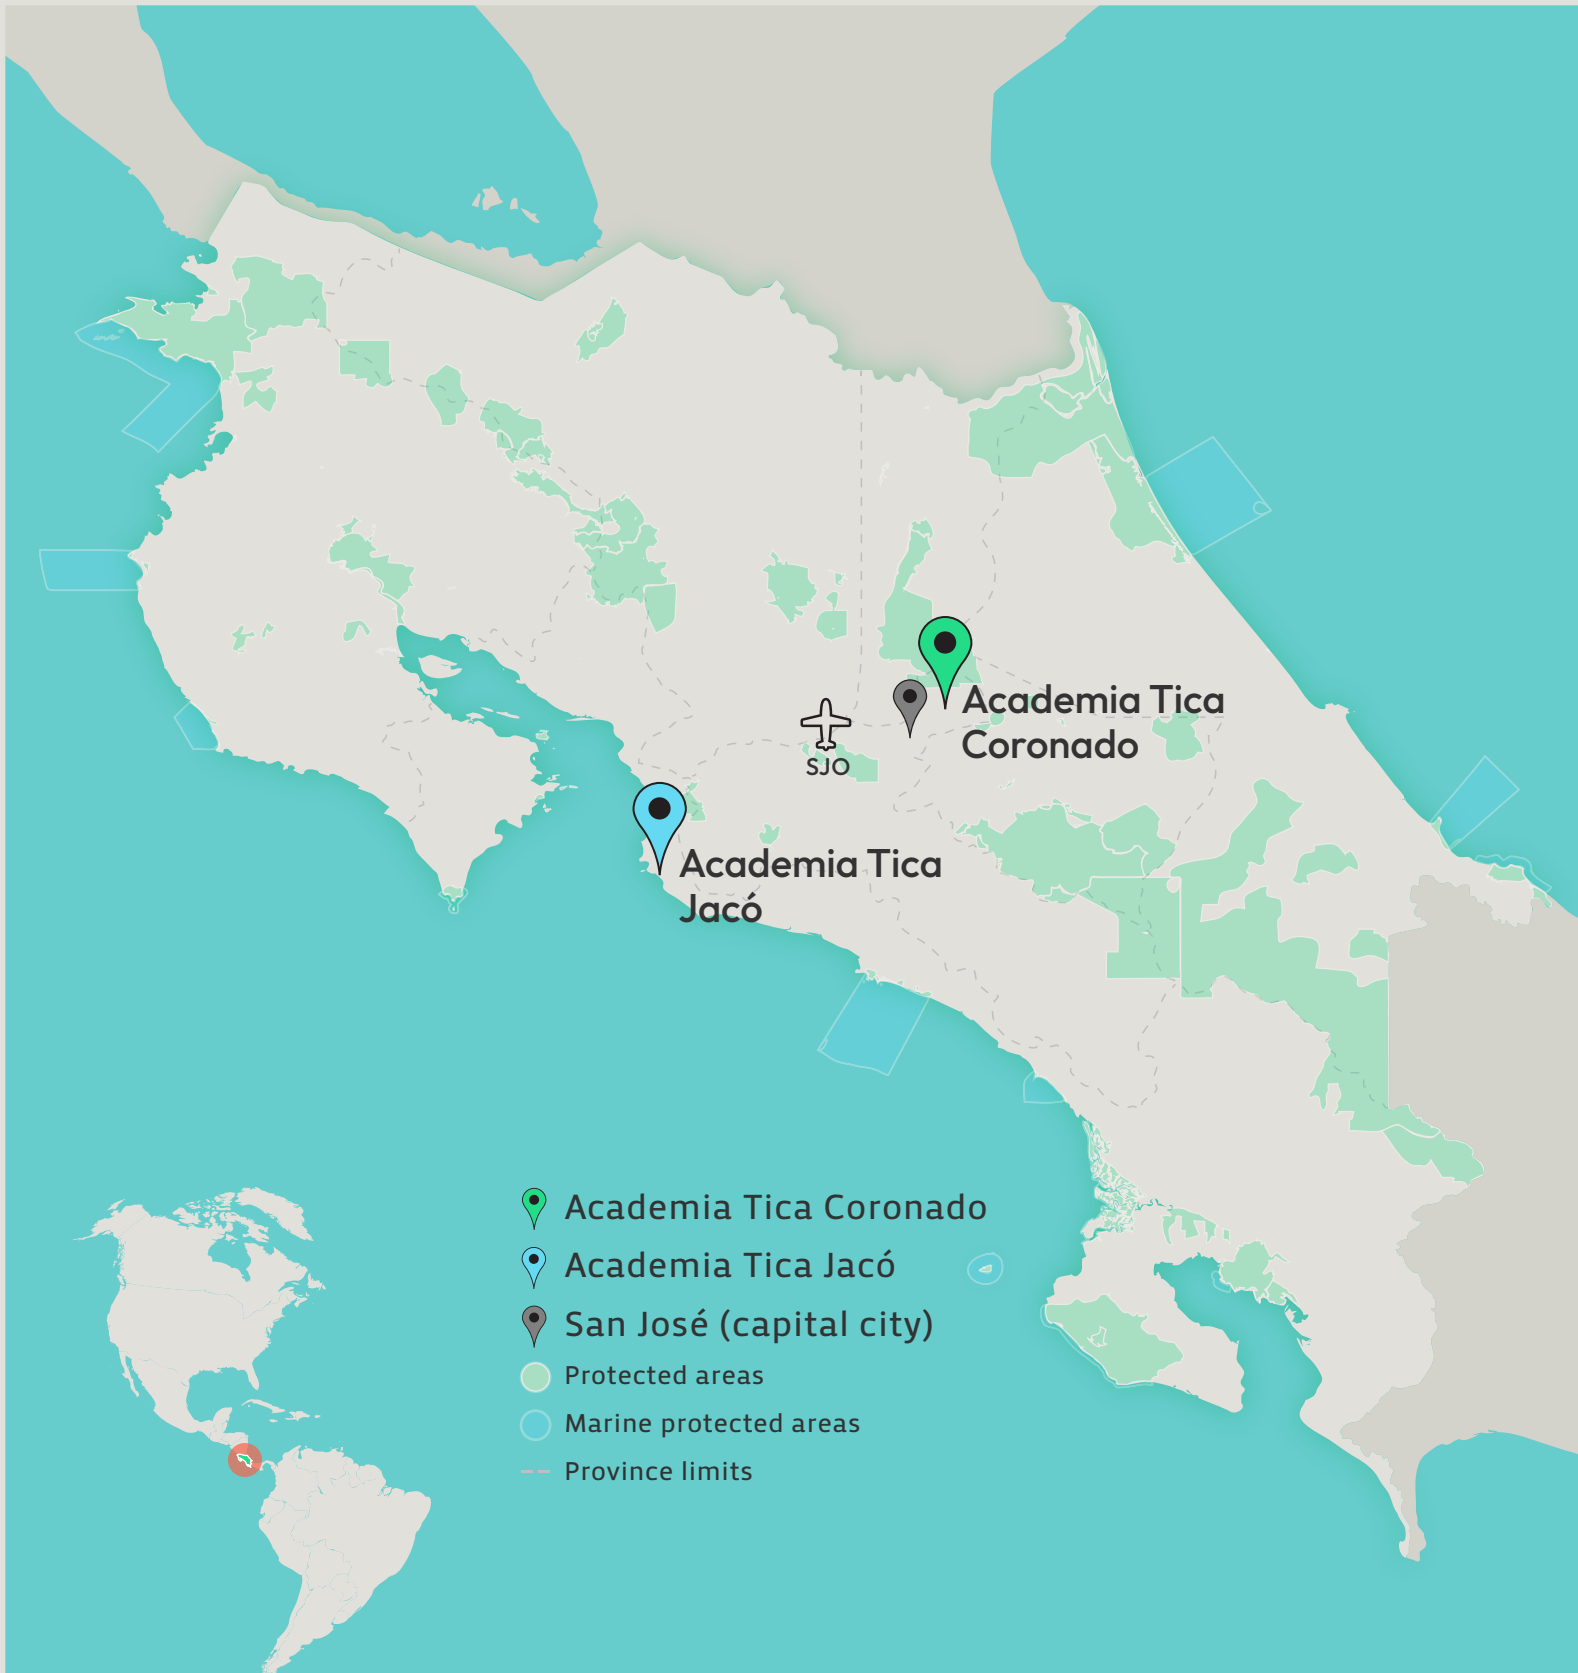 Academia Tica
Coronado
SJO
Academia Tica
Jacó
Academia Tica Coronado
Academia Tica Jacó
San José (capital city)
Protected areas
Marine protected areas
Province limits